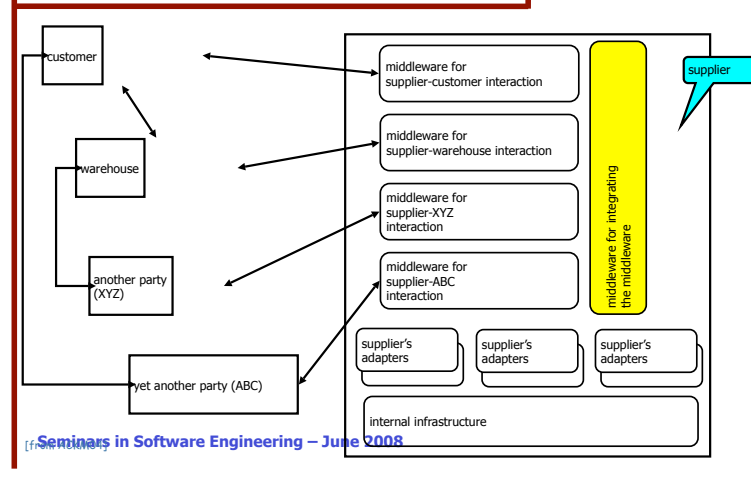 customer
warehouse
another party
(XYZ)
yet another party (ABC)
middleware for
supplier-customer interaction
middleware for
supplier-warehouse interaction
middleware for
supplier-XYZ
interaction
middleware for
supplier-ABC
interaction
middleware for integrating
the middleware
supplier
supplier’s
adapters
supplier’s
adapters
supplier’s
adapters
internal infrastructure
Seminars in Software Engineering – June 2008